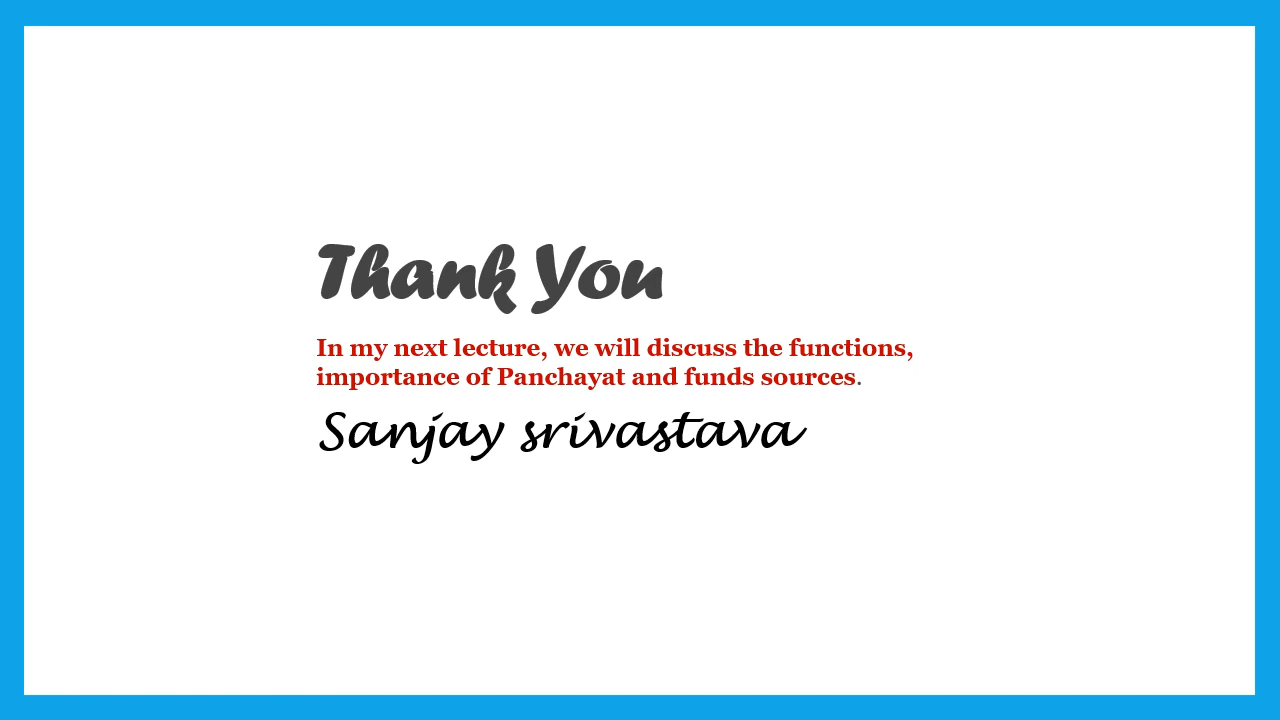 Thank You
In my next lecture, we will discuss the functions,
importance of Panchayat and funds sources.
Sanjay srivastava